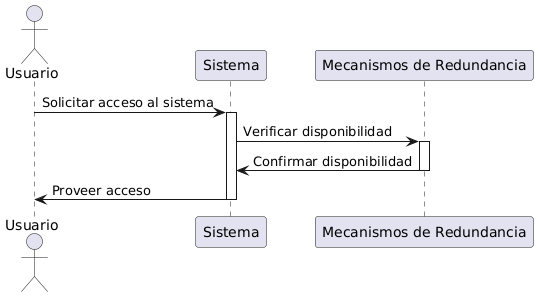 Usuario
Sistema
Mecanismos de Redundancia
Solicitar acceso al sistema
Verificar disponibilidad
Confirmar disponibilidad
Proveer acceso
Usuario
Sistema
Mecanismos de Redundancia